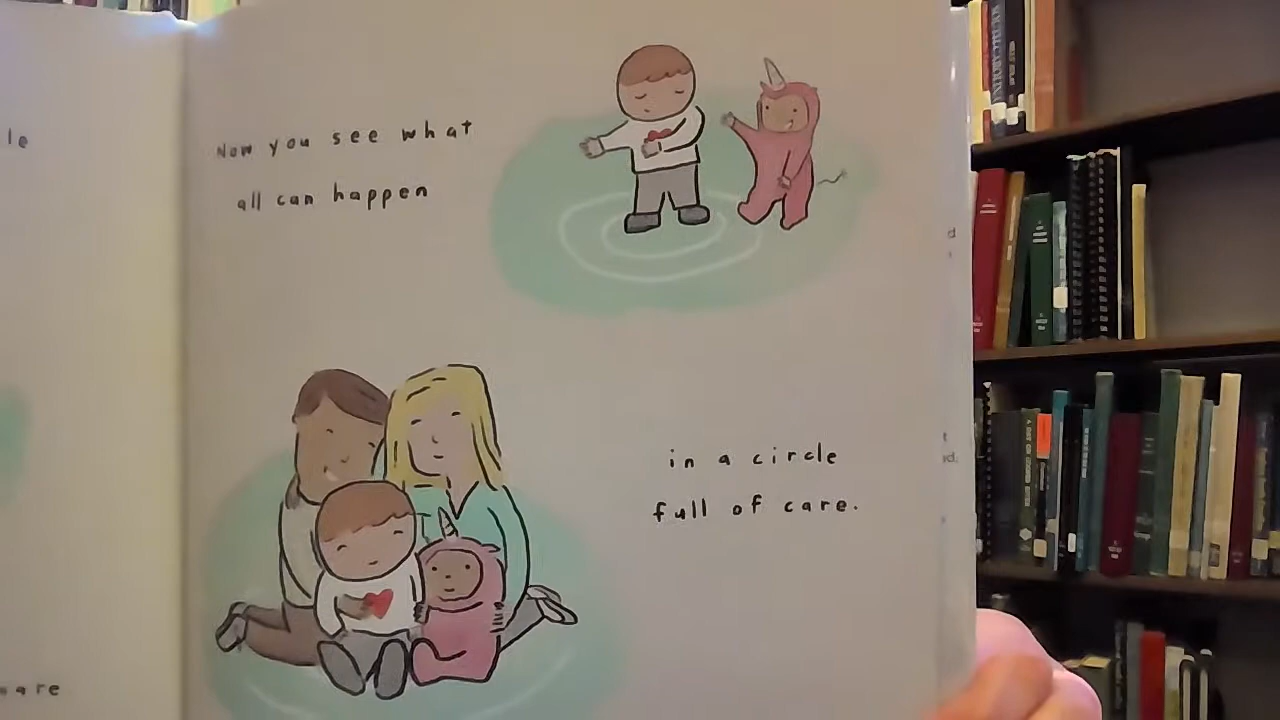 Now you see what
all can happen
in a circle
full of care.